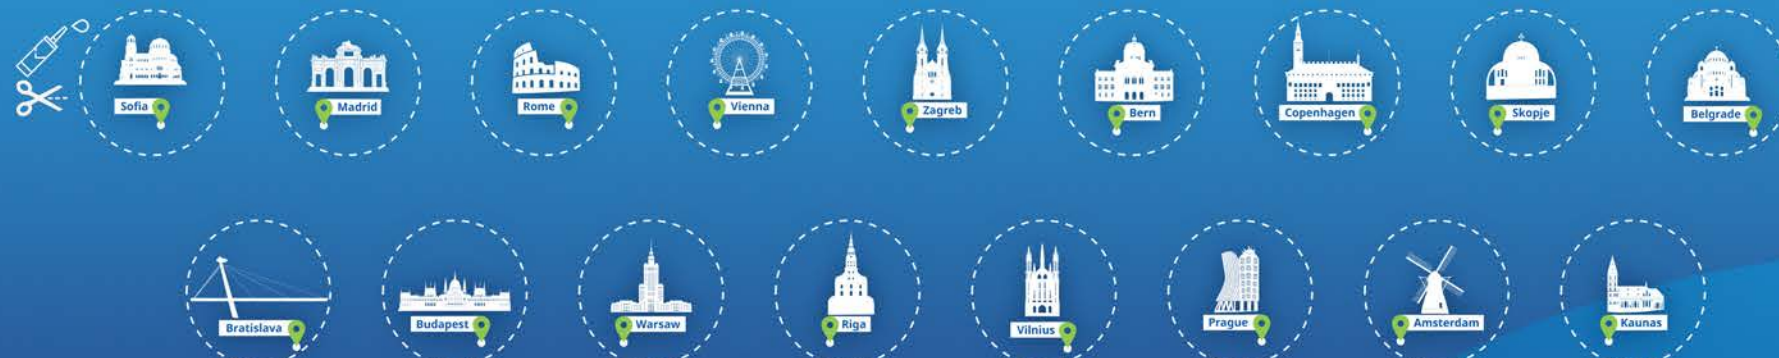 Sofia
Madrid
Rome
Vienna
Zagreb
Bern
Copenhagen
Skopje
Belgrade
Bratislava
Budapest
Warsaw
Riga
Vilnius
Prague
Amsterdam
Kaunas